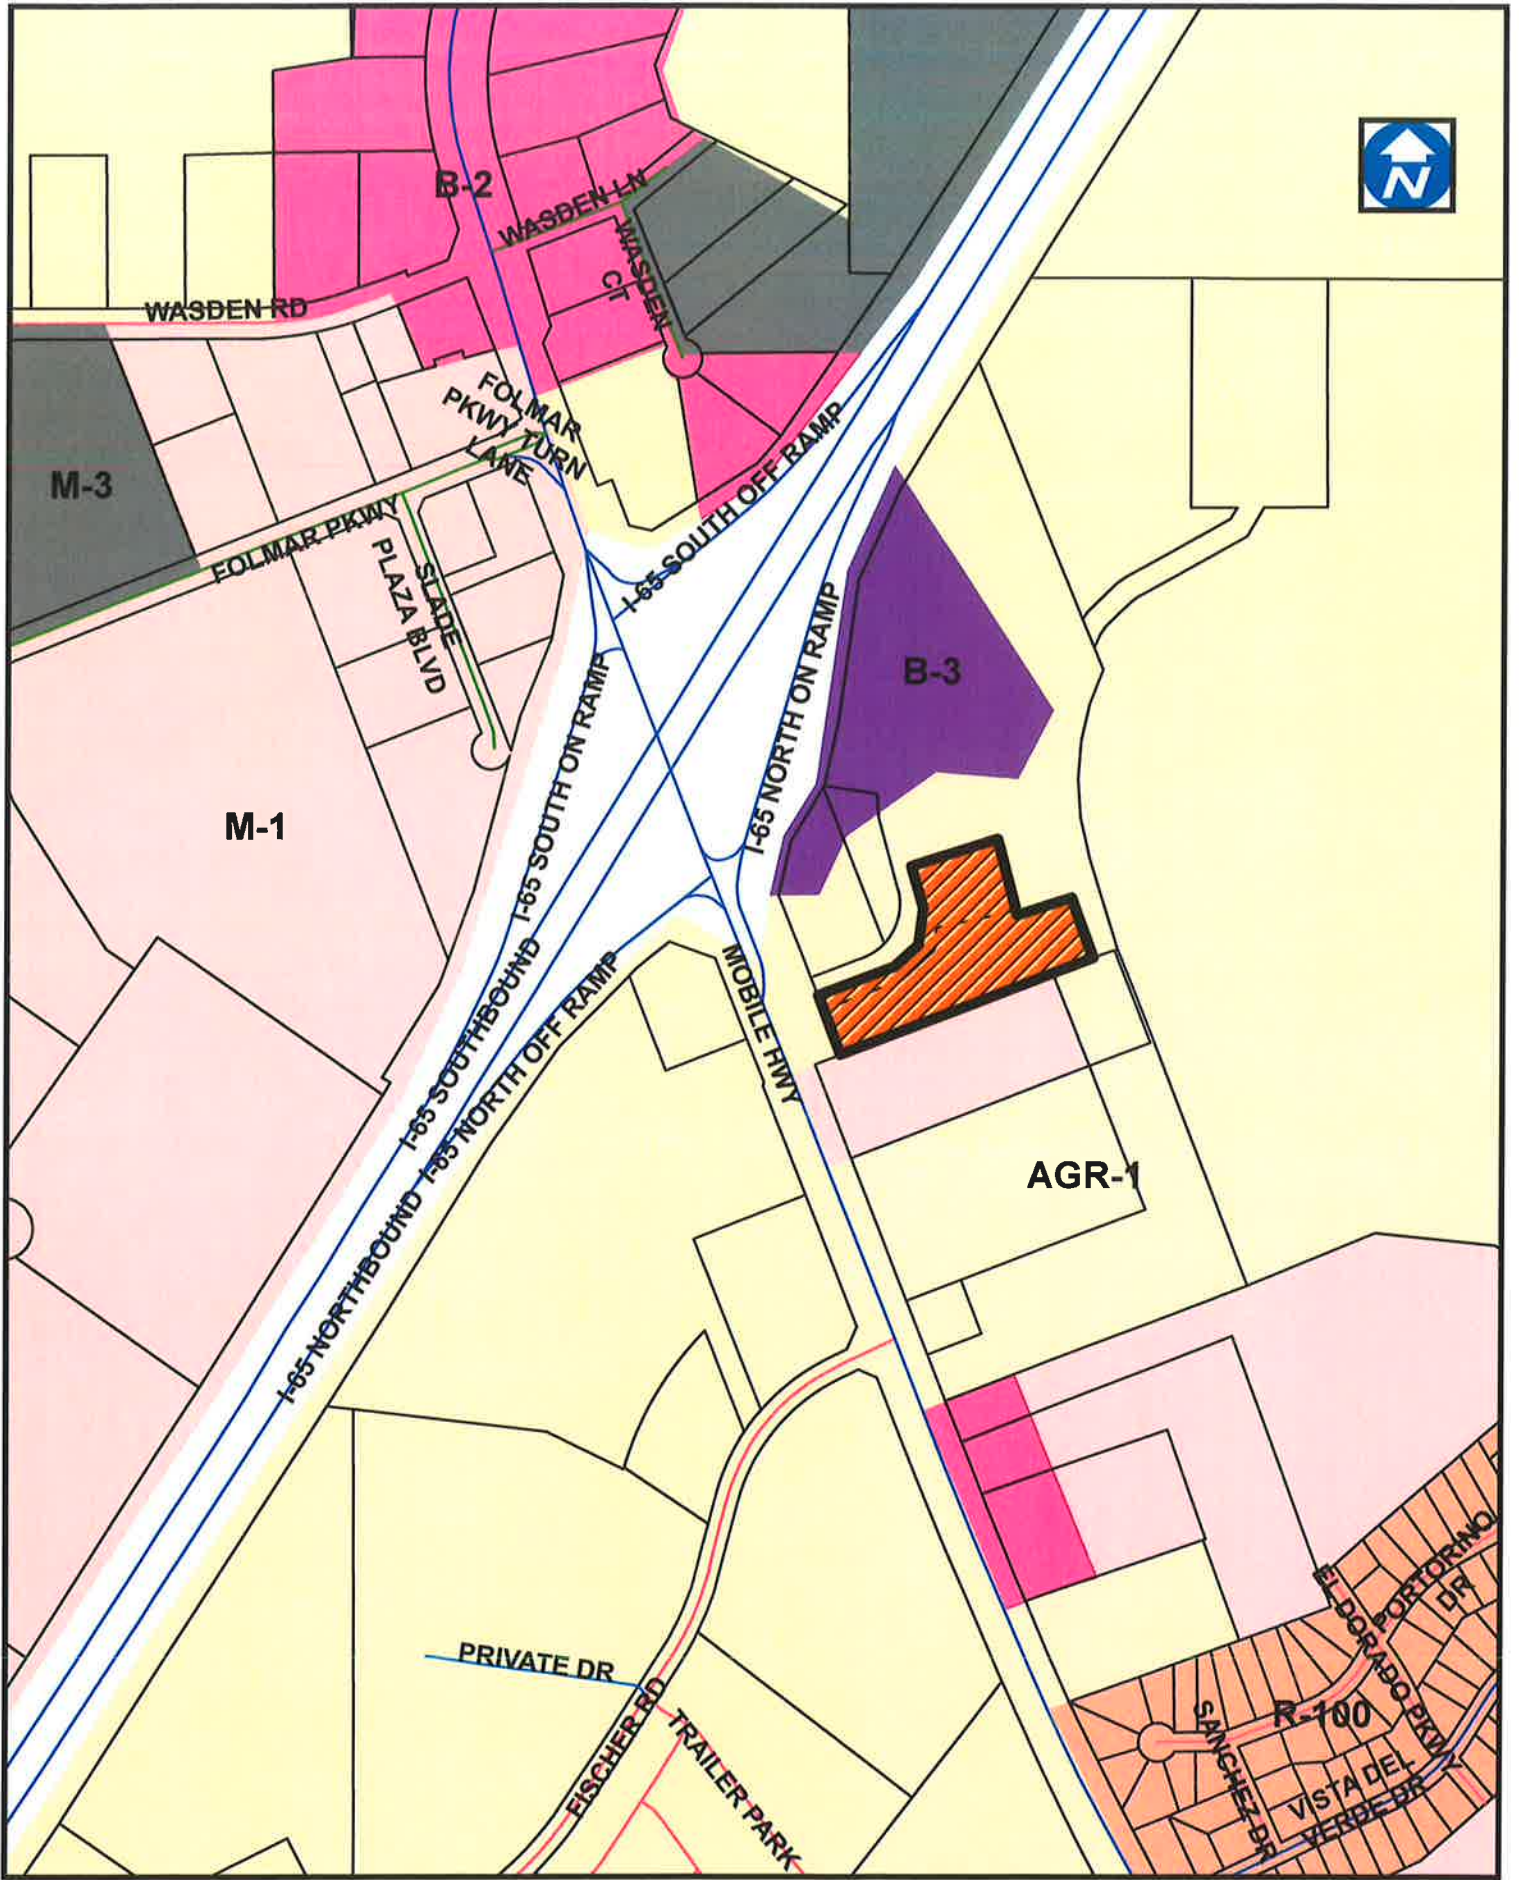 N
B-2
WASDEN LN
WASDEN
CT
WASDEN RD
FOLMAR
PKWY TURN
LANE
M-3
FOLMAR PKWY
SLADE
PLAZA BLVD
I-65 SOUTH OFF RAMP
I-65 NORTH ON RAMP
B-3
I-65 SOUTH ON RAMP
M-1
MOBILE HWY
I-65 SOUTHBOUND
I-65 NORTH OFF RAMP
I-65 NORTHBOUND
AGR-1
PRIVATE DR
FISCHER RD
TRAILER PARK
EL DORADO PKWY
PORTORINO
DR
R-100
SANCHEZ DR
VISTA DEL
VERDE DR